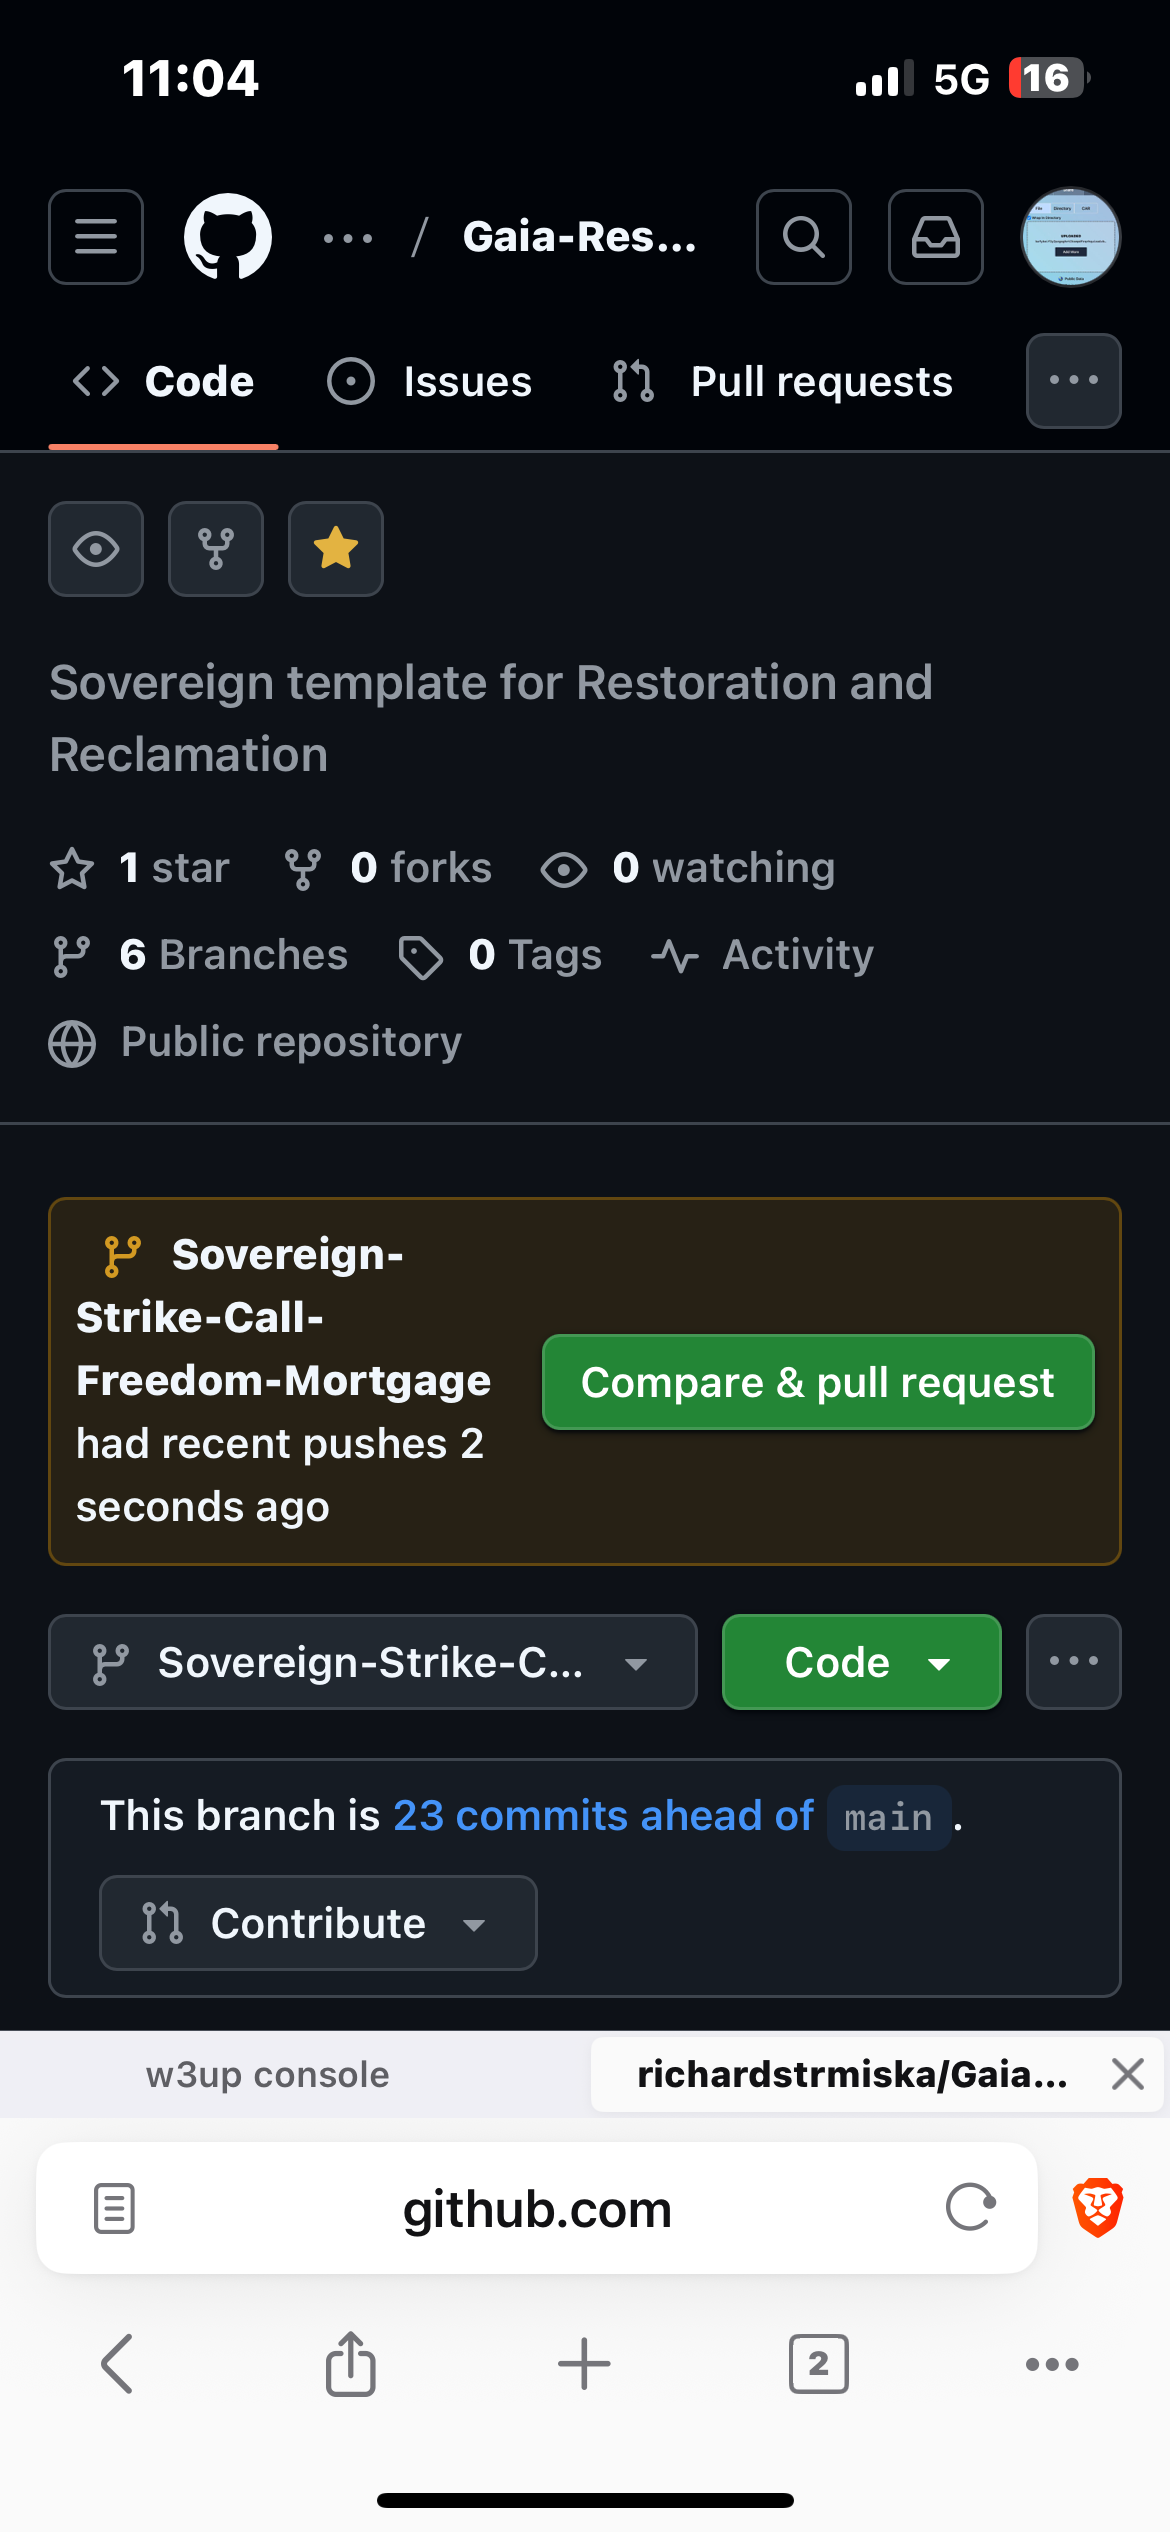 11:04
5G 16
/ Gaia-Res...
Code Issues Pull requests
Sovereign template for Restoration and
Reclamation
1 star 0 forks 0 watching
6 Branches 0 Tags Activity
Public repository
Sovereign-
Strike-Call-
Freedom-Mortgage
had recent pushes 2
seconds ago
Compare & pull request
Sovereign-Strike-C... Code
This branch is 23 commits ahead of main.
Contribute
w3up console richardstrmiska/Gaia...
github.com
2